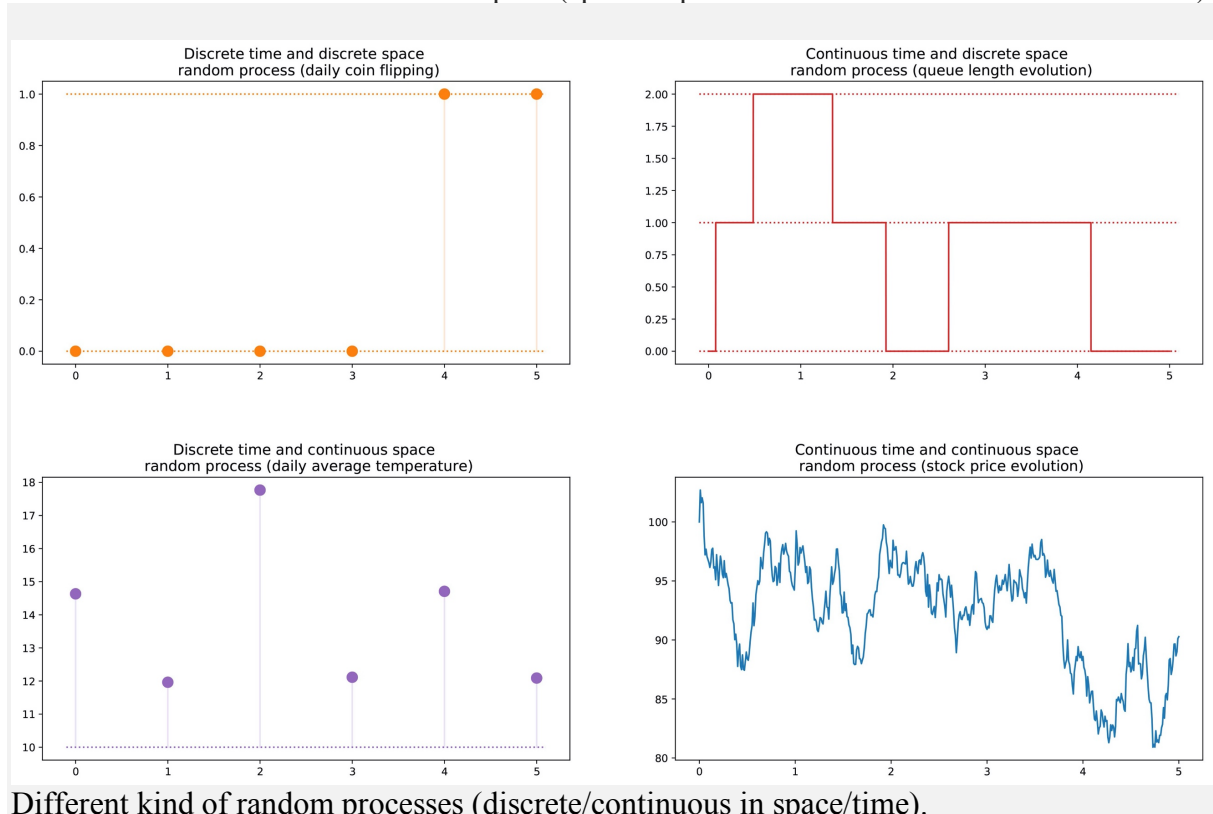 Discrete time and discrete space
random process (daily coin flipping)
1.0
0.8
0.6
0.4
0.2
0.0
0 1 2 3 4 5
Continuous time and discrete space
random process (queue length evolution)
2.00
1.75
1.50
1.25
1.00
0.75
0.50
0.25
0.00
0 1 2 3 4 5
Discrete time and continuous space
random process (daily average temperature)
18
17
16
15
14
13
12
11
10
0 1 2 3 4 5
Continuous time and continuous space
random process (stock price evolution)
100
95
90
85
80
0 1 2 3 4 5
Different kind of random processes (discrete/continuous in space/time).